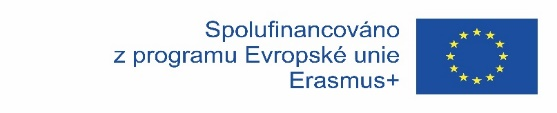 Spolufinancováno
z programu Evropské unie
Erasmus+